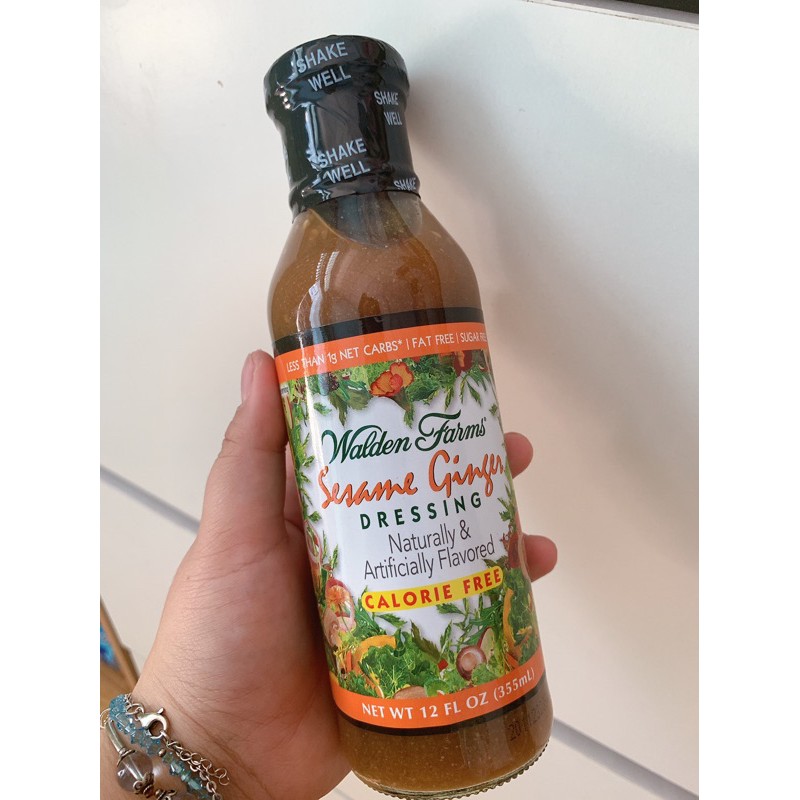 SHAKE
WELL
SHAKE
WELL
SHAKE
WELL
SHAKE
LESS THAN 1g NET CARBS* | FAT FREE | SUGAR
Walden Farms®
Sesame Ginger
DRESSING
Naturally &
Artificially Flavored
CALORIE FREE
NET WT 12 FL OZ (355mL)